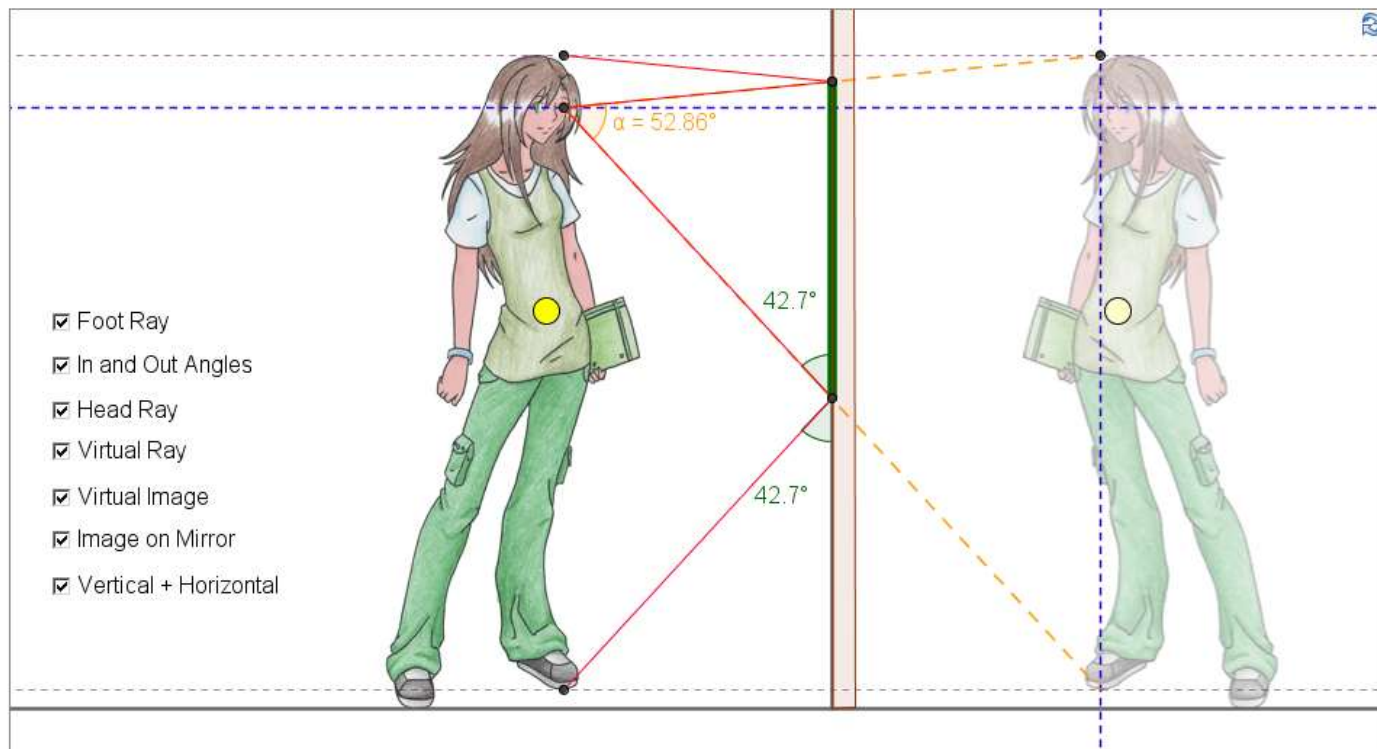 α = 52.86°
42.7°
Foot Ray
In and Out Angles
Head Ray
Virtual Ray
42.7°
Virtual Image
Image on Mirror
Vertical + Horizontal